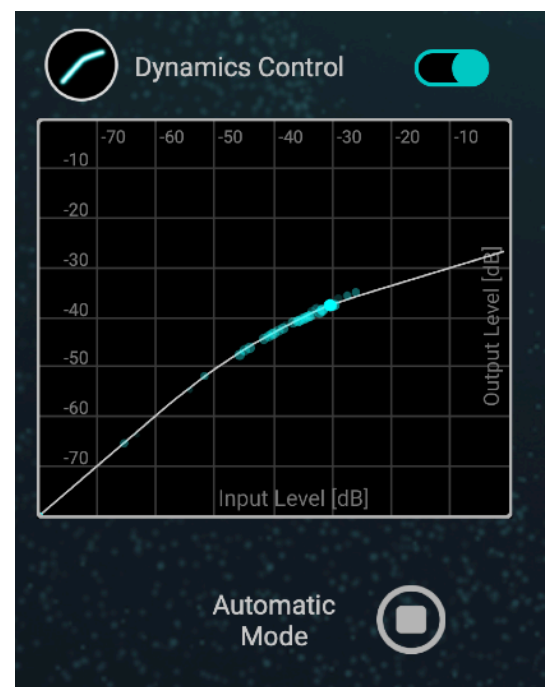 Dynamics Control
-70 -60 -50 -40 -30 -20 -10
-10
-20
-30
-40
-50
-60
-70
Output Level [dB]
Input Level [dB]
Automatic
Mode